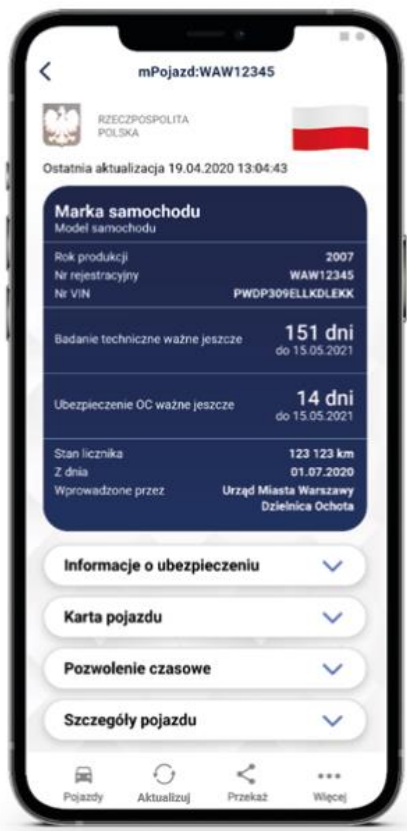 mPojazd:WAW12345
RZECZPOSPOLITA
POLSKA
Ostatnia aktualizacja 19.04.2020 13:04:43
Marka samochodu
Model samochodu
Rok produkcji 2007
Nr rejestracyjny WAW12345
Nr VIN PWDP309ELLKDLEKK
Badanie techniczne ważne jeszcze 151 dni
do 15.05.2021
Ubezpieczenie OC ważne jeszcze 14 dni
do 15.05.2021
Stan licznika 123 123 km
Z dnia 01.07.2020
Wprowadzone przez Urząd Miasta Warszawy
Dzielnica Ochota
Informacje o ubezpieczeniu
Karta pojazdu
Pozwolenie czasowe
Szczegóły pojazdu
Pojazdy Aktualizuj Przekaż Więcej